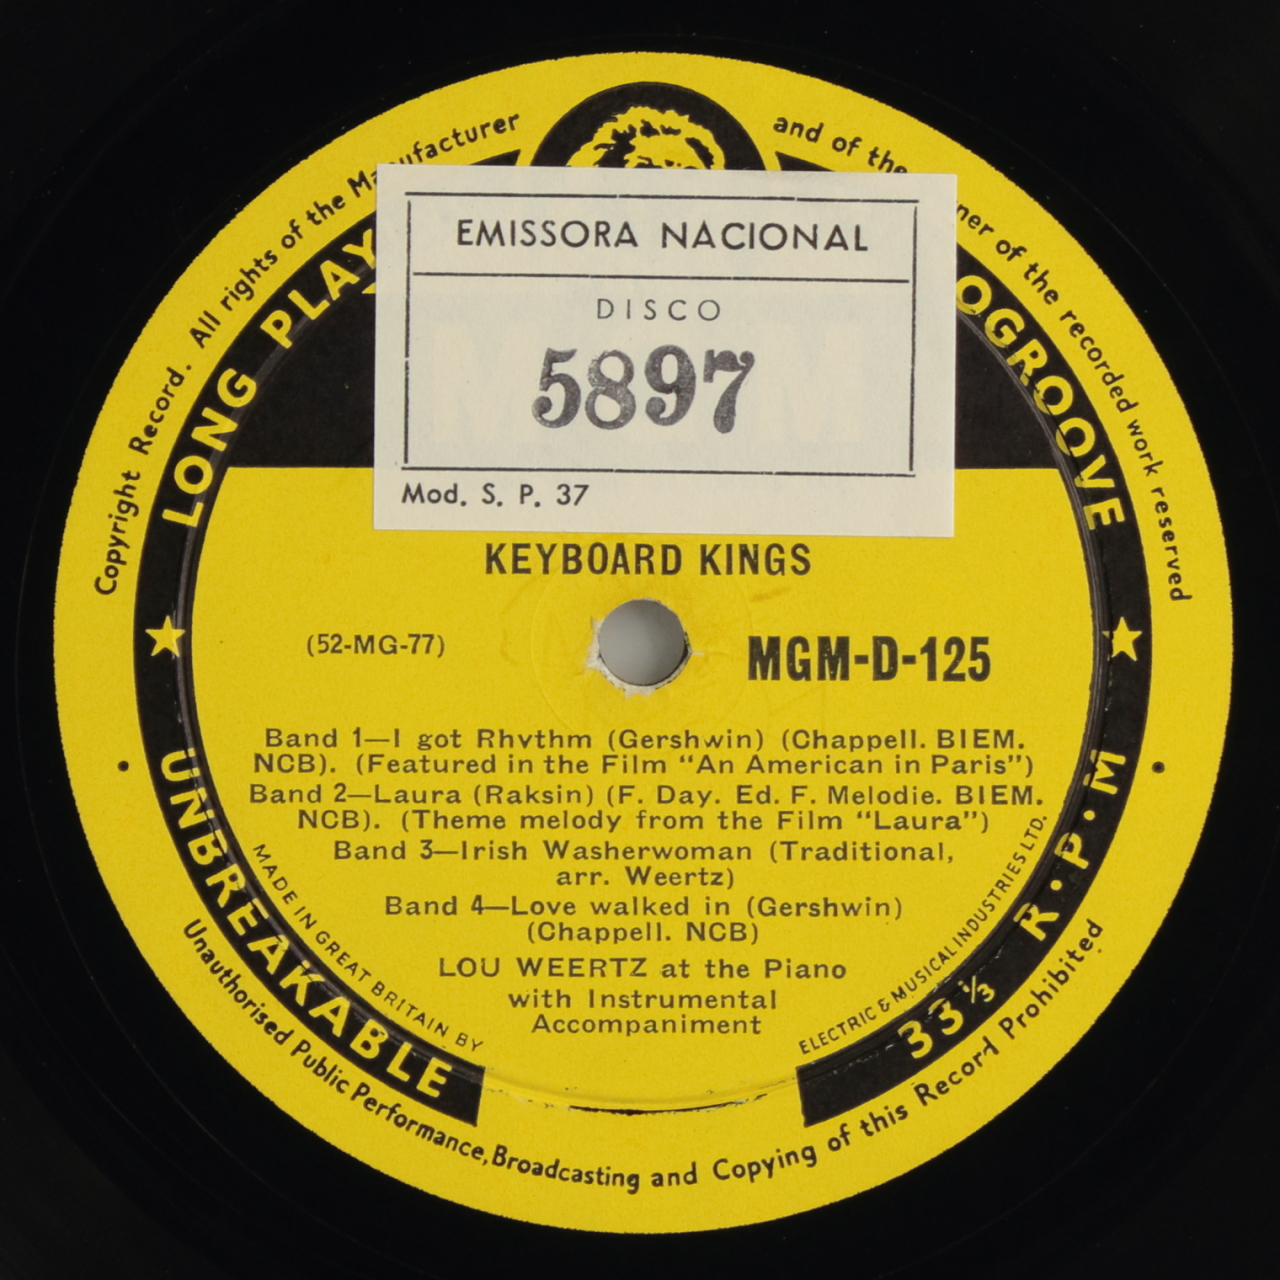 Copyright Record. All rights of the Manufacturer and of the
ner of the recorded work reserved
LONG PLAY
OGROOVE
EMISSORA NACIONAL
DISCO
5897
Mod. S. P. 37
KEYBOARD KINGS
(52-MG-77)
MGM-D-125
Band 1—I got Rhythm (Gershwin) (Chappell. BIEM.
NCB). (Featured in the Film “An American in Paris”)
Band 2—Laura (Raksin) (F. Day. Ed. F. Melodie. BIEM.
NCB). (Theme melody from the Film “Laura”)
Band 3—Irish Washerwoman (Traditional,
arr. Weertz)
Band 4—Love walked in (Gershwin)
(Chappell. NCB)
LOU WEERTZ at the Piano
with Instrumental
Accompaniment
MADE IN GREAT BRITAIN BY
ELECTRIC & MUSICAL INDUSTRIES LTD.
UNBREAKABLE
33⅓ R·P·M
Unauthorised Public Performance, Broadcasting and Copying of this Record Prohibited